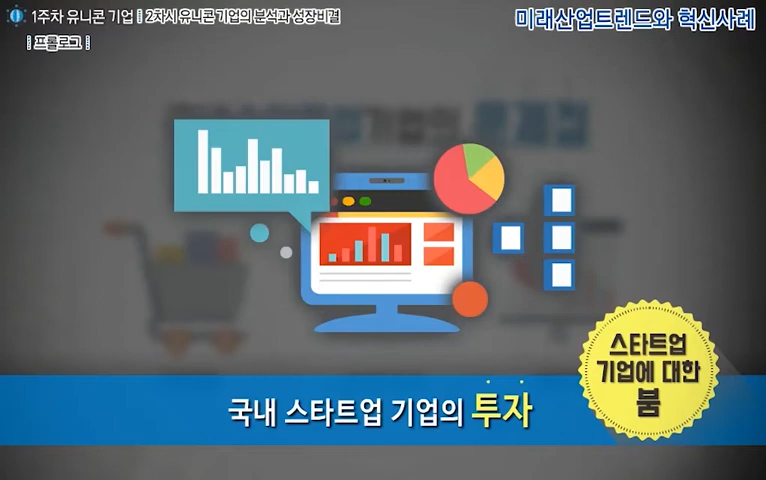 1주차 유니콘 기업 | 2차시 유니콘 기업의 분석과 성장비결
미래산업트렌드와 혁신사례
| 프롤로그 |
스타트업
기업에 대한
붐
국내 스타트업 기업의 투자